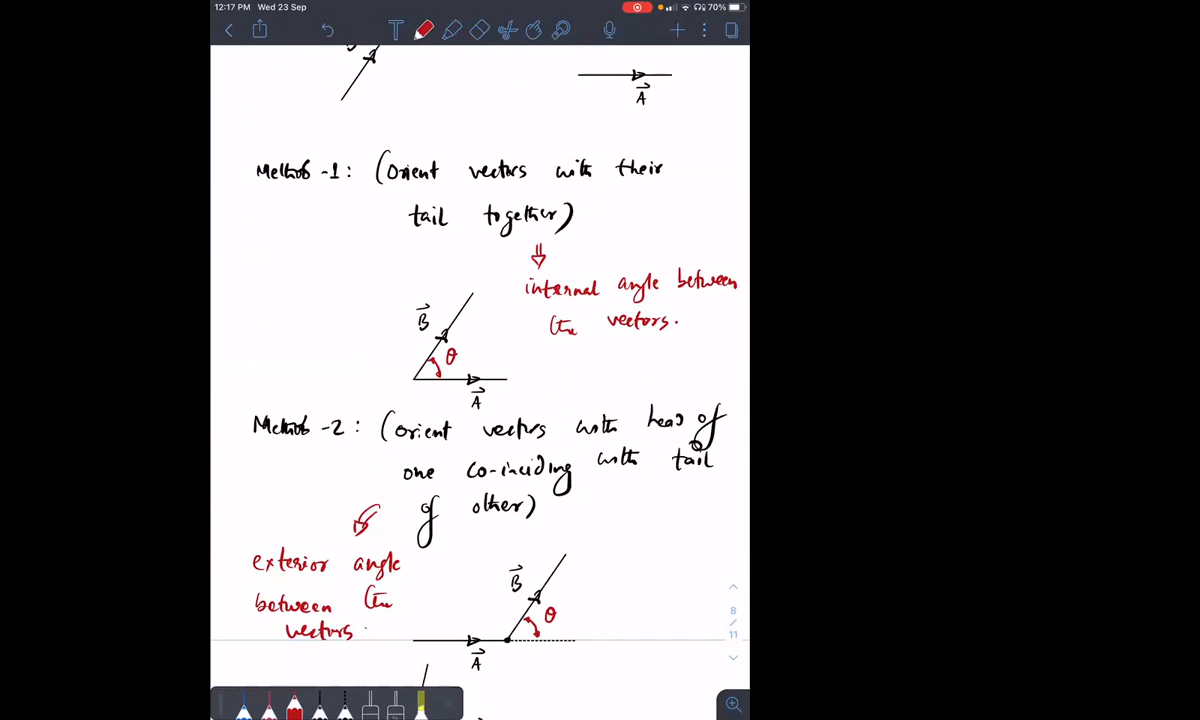 12:17 PM Wed 23 Sep 70%
T
B
A
Method -1: (Orient vectors with their
tail together)
⇓
internal angle between
the vectors.
B
θ
A
Method -2: (orient vectors with head of
one co-inciding with tail
of other)
exterior angle
between the
vectors.
B
θ
A
8
/
11